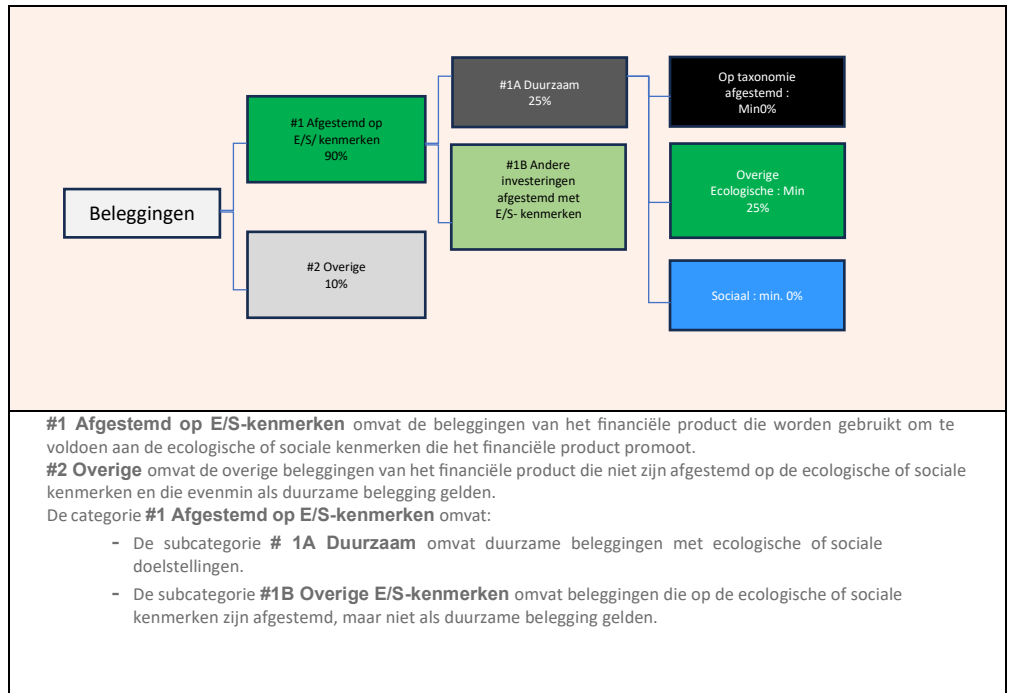 Beleggingen
#1 Afgestemd op
E/S/ kenmerken
90%
#2 Overige
10%
#1A Duurzaam
25%
#1B Andere
investeringen
afgestemd met
E/S- kenmerken
Op taxonomie
afgestemd :
Min0%
Overige
Ecologische : Min
25%
Sociaal : min. 0%
#1 Afgestemd op E/S-kenmerken omvat de beleggingen van het financiële product die worden gebruikt om te
voldoen aan de ecologische of sociale kenmerken die het financiële product promoot.
#2 Overige omvat de overige beleggingen van het financiële product die niet zijn afgestemd op de ecologische of sociale
kenmerken en die evenmin als duurzame belegging gelden.
De categorie #1 Afgestemd op E/S-kenmerken omvat:
- De subcategorie # 1A Duurzaam omvat duurzame beleggingen met ecologische of sociale
doelstellingen.
- De subcategorie #1B Overige E/S-kenmerken omvat beleggingen die op de ecologische of sociale
kenmerken zijn afgestemd, maar niet als duurzame belegging gelden.